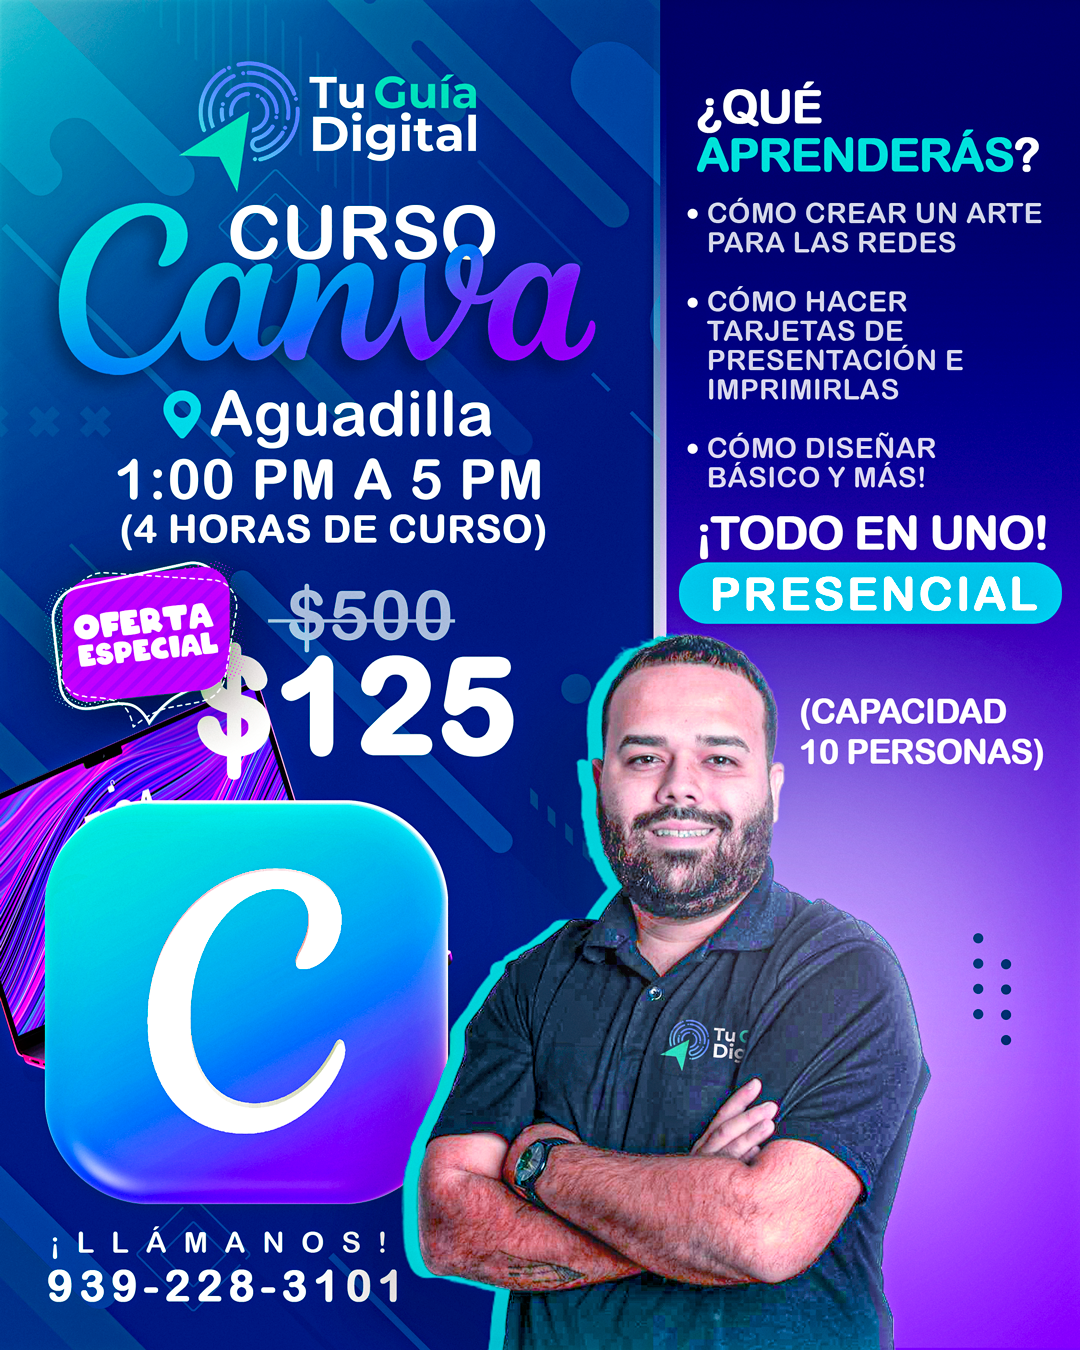 Tu Guía
Digital
CURSO
Canva
Aguadilla
1:00 PM A 5 PM
(4 HORAS DE CURSO)
OFERTA
ESPECIAL
$500
$125
C
¡LLÁMANOS!
939-228-3101
¿QUÉ
APRENDERÁS?
• CÓMO CREAR UN ARTE
PARA LAS REDES
• CÓMO HACER
TARJETAS DE
PRESENTACIÓN E
IMPRIMIRLAS
• CÓMO DISEÑAR
BÁSICO Y MÁS!
¡TODO EN UNO!
PRESENCIAL
(CAPACIDAD
10 PERSONAS)
Tu
Dig